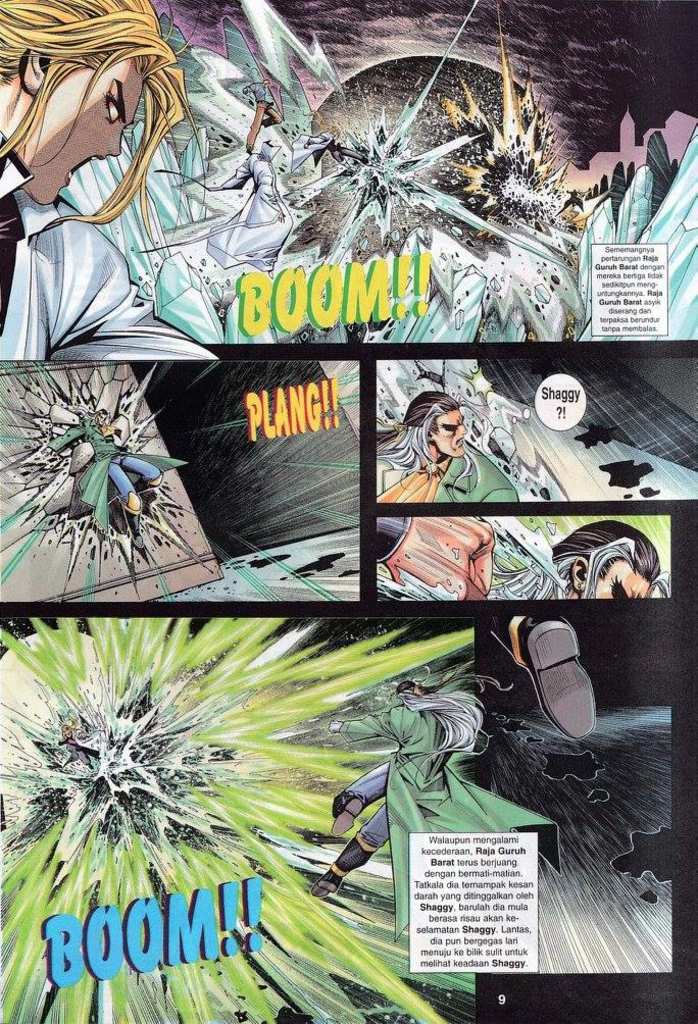 BOOM!!
Sememangnya
pertarungan Raja
Guruh Barat dengan
mereka bertiga tidak
sedikitpun meng-
untungkannya. Raja
Guruh Barat asyik
diserang dan
terpaksa berundur
tanpa membalas.
PLANG!!
Shaggy
?!
BOOM!!
Walaupun mengalami
kecederaan, Raja Guruh
Barat terus berjuang
dengan bermati-matian.
Tatkala dia ternampak kesan
darah yang ditinggalkan oleh
Shaggy, barulah dia mula
berasa risau akan ke-
selamatan Shaggy. Lantas,
dia pun bergegas lari
menuju ke bilik sulit untuk
melihat keadaan Shaggy.
9